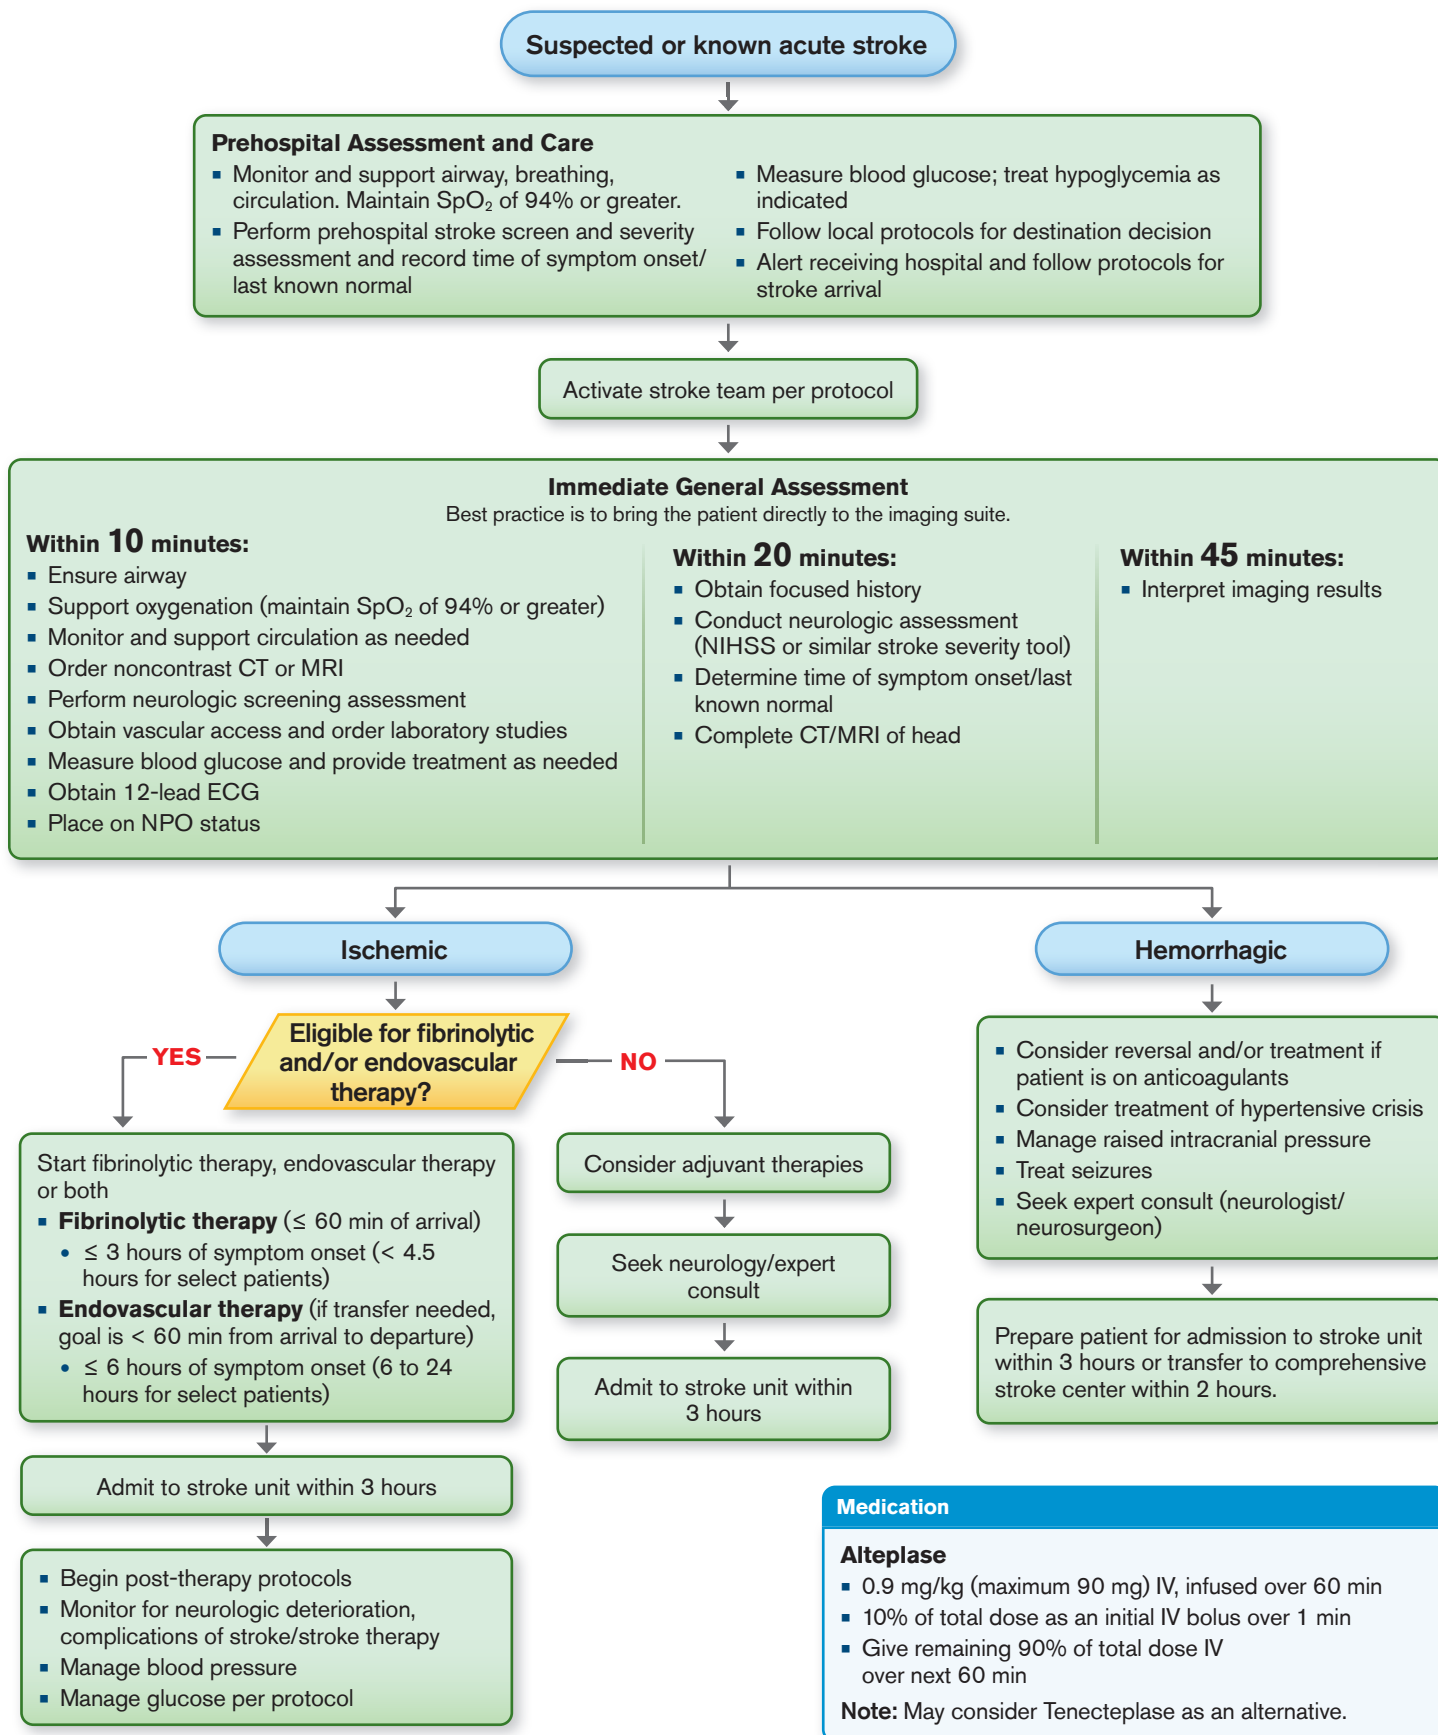 Suspected or known acute stroke
Prehospital Assessment and Care
▪ Monitor and support airway, breathing,
circulation. Maintain SpO₂ of 94% or greater.
▪ Perform prehospital stroke screen and severity
assessment and record time of symptom onset/
last known normal
▪ Measure blood glucose; treat hypoglycemia as
indicated
▪ Follow local protocols for destination decision
▪ Alert receiving hospital and follow protocols for
stroke arrival
Activate stroke team per protocol
Immediate General Assessment
Best practice is to bring the patient directly to the imaging suite.
Within 10 minutes:
▪ Ensure airway
▪ Support oxygenation (maintain SpO₂ of 94% or greater)
▪ Monitor and support circulation as needed
▪ Order noncontrast CT or MRI
▪ Perform neurologic screening assessment
▪ Obtain vascular access and order laboratory studies
▪ Measure blood glucose and provide treatment as needed
▪ Obtain 12-lead ECG
▪ Place on NPO status
Within 20 minutes:
▪ Obtain focused history
▪ Conduct neurologic assessment
(NIHSS or similar stroke severity tool)
▪ Determine time of symptom onset/last
known normal
▪ Complete CT/MRI of head
Within 45 minutes:
▪ Interpret imaging results
Ischemic
Eligible for fibrinolytic
and/or endovascular
therapy?
YES
Start fibrinolytic therapy, endovascular therapy
or both
▪ Fibrinolytic therapy (≤ 60 min of arrival)
• ≤ 3 hours of symptom onset (< 4.5
hours for select patients)
▪ Endovascular therapy (if transfer needed,
goal is < 60 min from arrival to departure)
• ≤ 6 hours of symptom onset (6 to 24
hours for select patients)
Admit to stroke unit within 3 hours
▪ Begin post-therapy protocols
▪ Monitor for neurologic deterioration,
complications of stroke/stroke therapy
▪ Manage blood pressure
▪ Manage glucose per protocol
NO
Consider adjuvant therapies
Seek neurology/expert
consult
Admit to stroke unit within
3 hours
Hemorrhagic
▪ Consider reversal and/or treatment if
patient is on anticoagulants
▪ Consider treatment of hypertensive crisis
▪ Manage raised intracranial pressure
▪ Treat seizures
▪ Seek expert consult (neurologist/
neurosurgeon)
Prepare patient for admission to stroke unit
within 3 hours or transfer to comprehensive
stroke center within 2 hours.
Medication
Alteplase
▪ 0.9 mg/kg (maximum 90 mg) IV, infused over 60 min
▪ 10% of total dose as an initial IV bolus over 1 min
▪ Give remaining 90% of total dose IV
over next 60 min
Note: May consider Tenecteplase as an alternative.